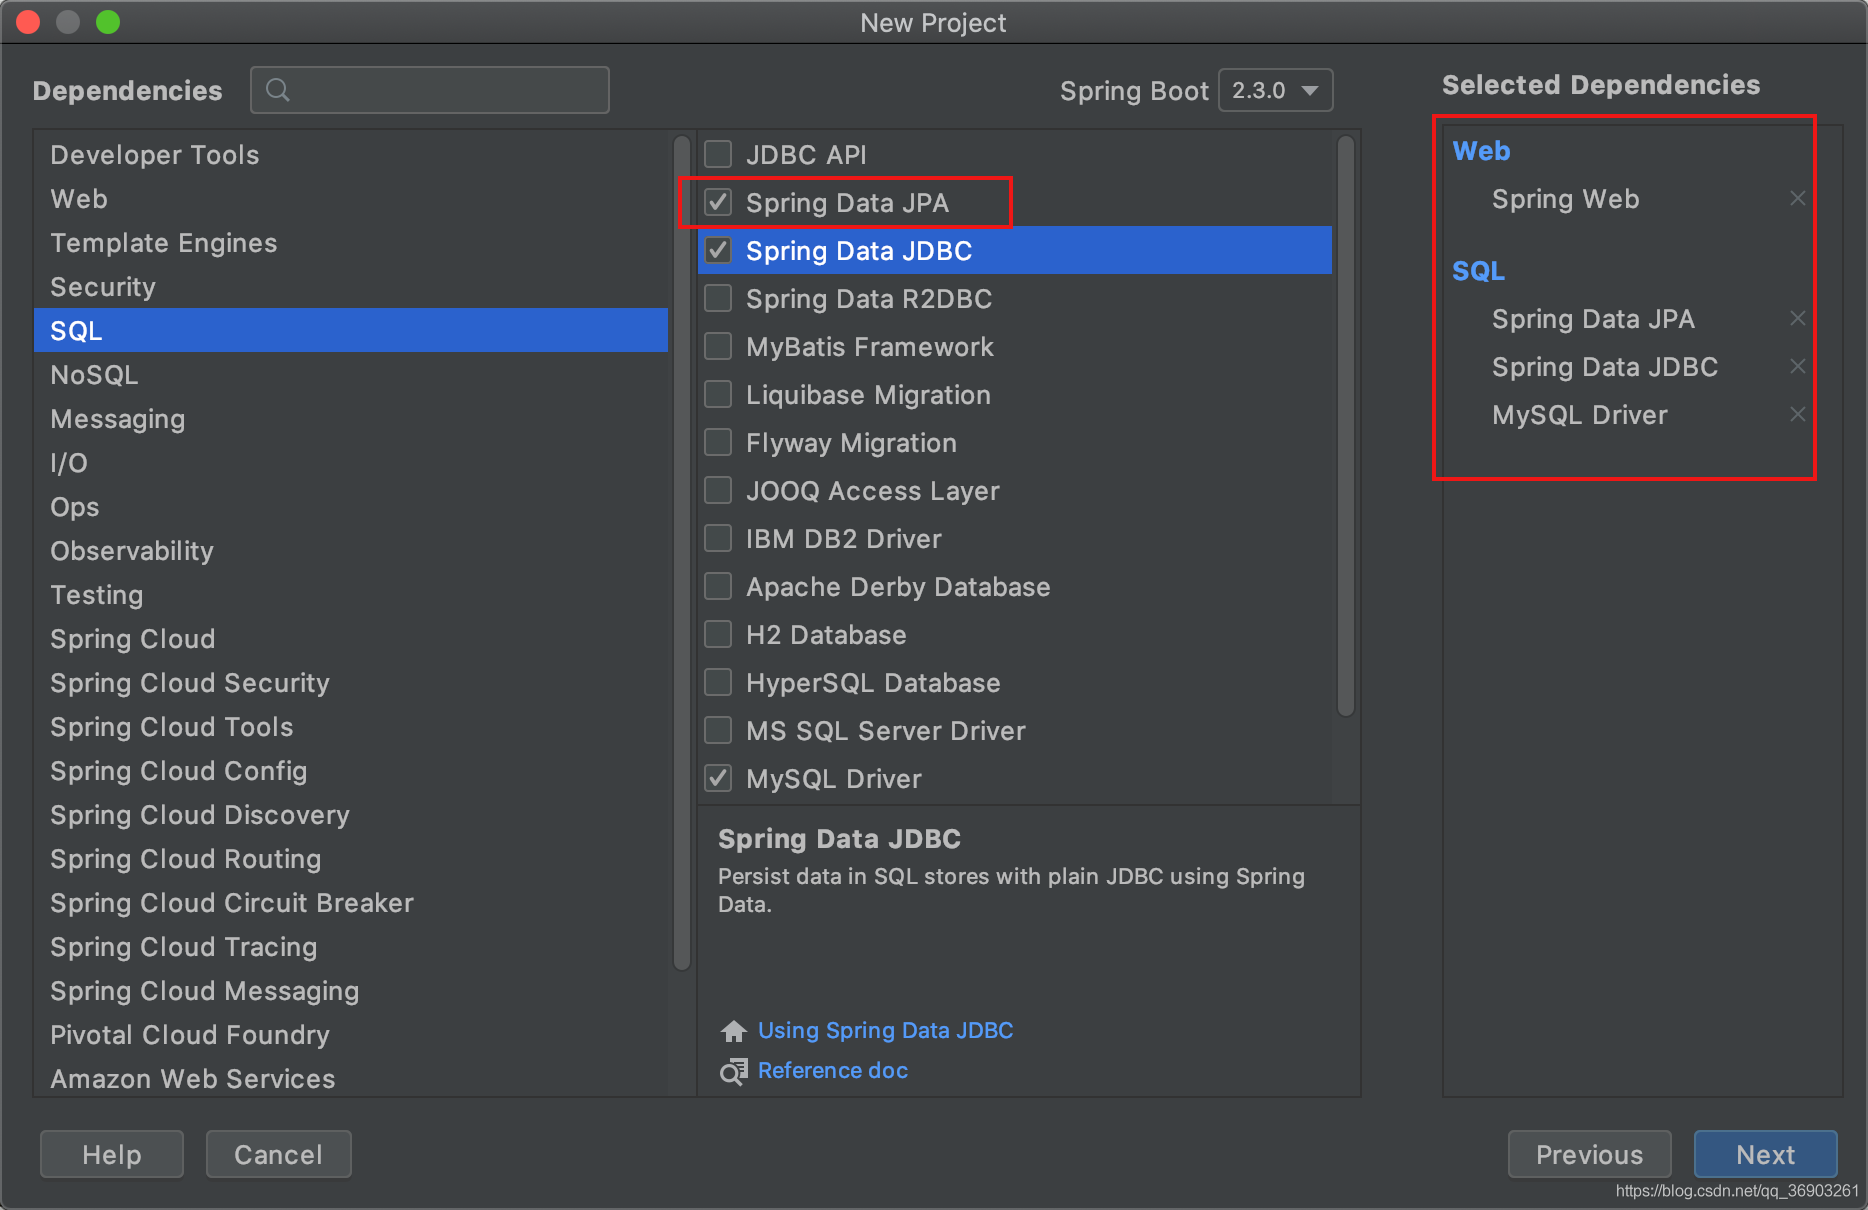 New Project
Dependencies
Spring Boot 2.3.0
Selected Dependencies
Developer Tools
Web
Template Engines
Security
SQL
NoSQL
Messaging
I/O
Ops
Observability
Testing
Spring Cloud
Spring Cloud Security
Spring Cloud Tools
Spring Cloud Config
Spring Cloud Discovery
Spring Cloud Routing
Spring Cloud Circuit Breaker
Spring Cloud Tracing
Spring Cloud Messaging
Pivotal Cloud Foundry
Amazon Web Services
JDBC API
Spring Data JPA
Spring Data JDBC
Spring Data R2DBC
MyBatis Framework
Liquibase Migration
Flyway Migration
JOOQ Access Layer
IBM DB2 Driver
Apache Derby Database
H2 Database
HyperSQL Database
MS SQL Server Driver
MySQL Driver
Spring Data JDBC
Persist data in SQL stores with plain JDBC using Spring
Data.
Using Spring Data JDBC
Reference doc
Web
Spring Web
SQL
Spring Data JPA
Spring Data JDBC
MySQL Driver
Help
Cancel
Previous
Next
https://blog.csdn.net/qq_36903261